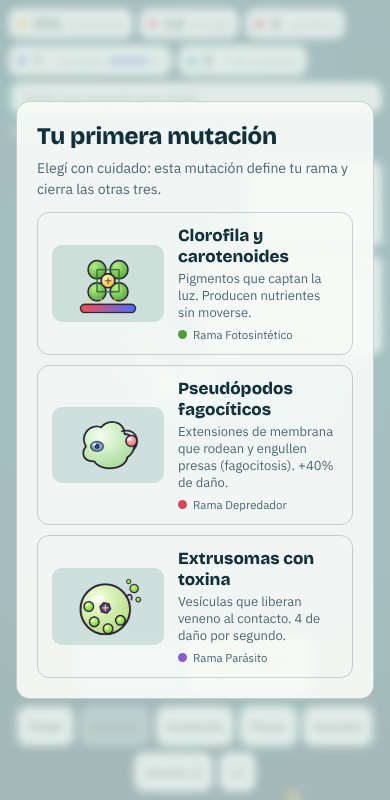 Tu primera mutación
Elegí con cuidado: esta mutación define tu rama y
cierra las otras tres.
Clorofila y
carotenoides
Pigmentos que captan la
luz. Producen nutrientes
sin moverse.
Rama Fotosintético
Pseudópodos
fagocíticos
Extensiones de membrana
que rodean y engullen
presas (fagocitosis). +40%
de daño.
Rama Depredador
Extrusomas con
toxina
Vesículas que liberan
veneno al contacto. 4 de
daño por segundo.
Rama Parásito